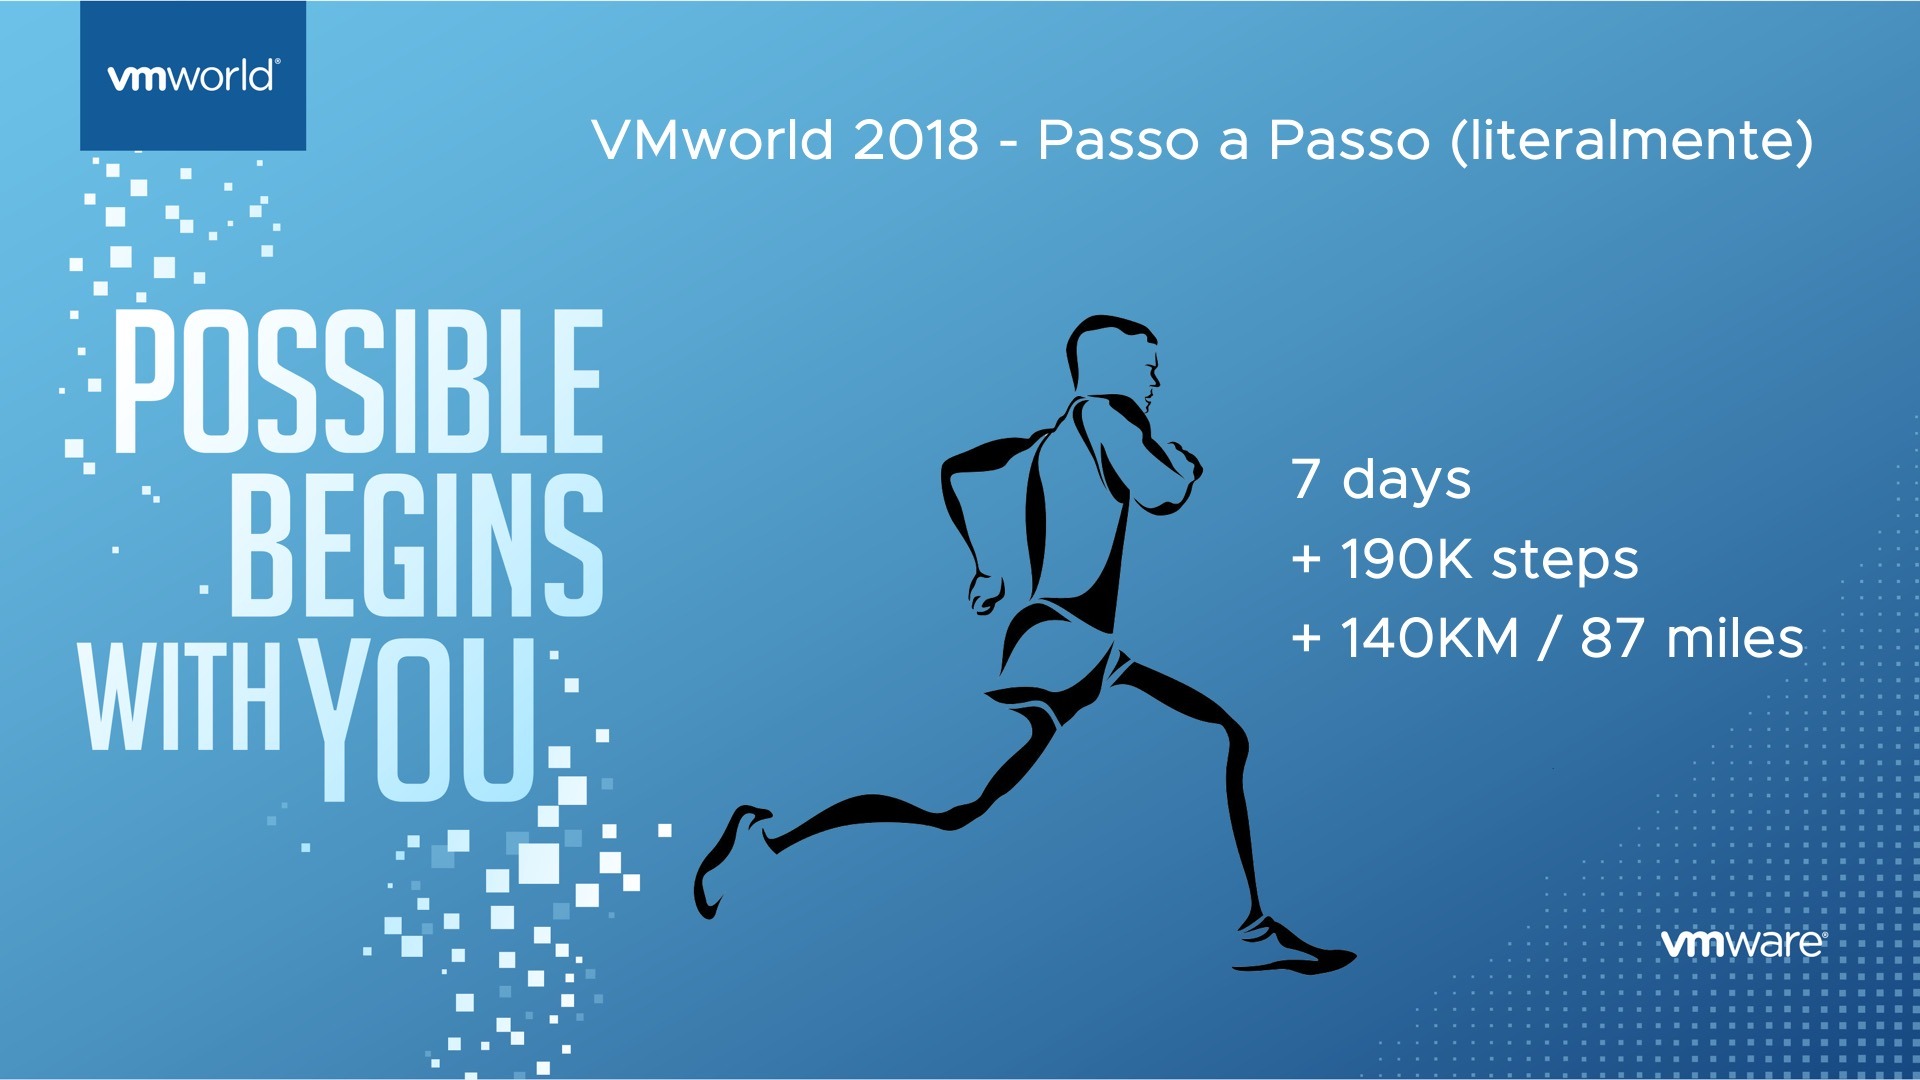 vmworld®
VMworld 2018 - Passo a Passo (literalmente)
POSSIBLE
BEGINS
WITH YOU
7 days
+ 190K steps
+ 140KM / 87 miles
vmware®